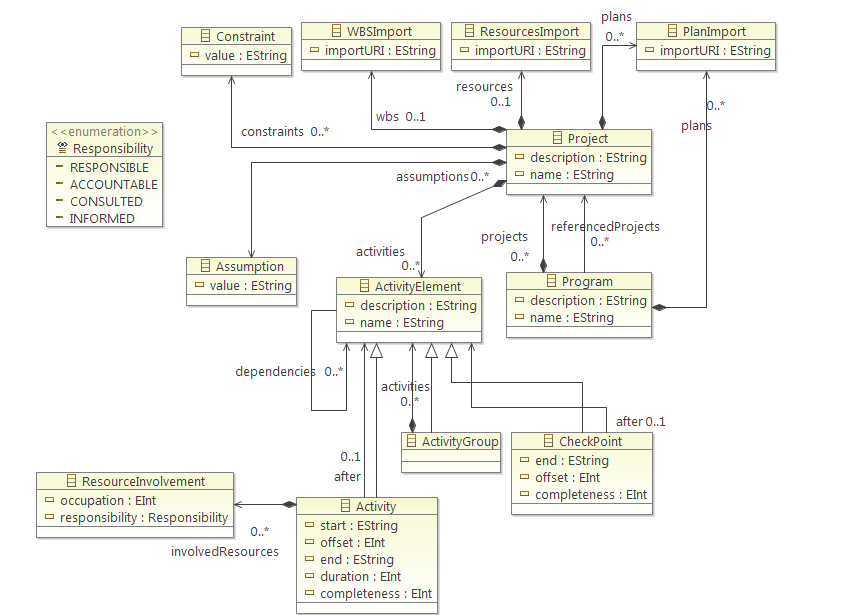 plans
0..*
Constraint
value : EString
WBSImport
importURI : EString
ResourcesImport
importURI : EString
PlanImport
importURI : EString
resources
0..1
wbs 0..1
constraints 0..*
0..*
plans
<<enumeration>>
Responsibility
RESPONSIBLE
ACCOUNTABLE
CONSULTED
INFORMED
Project
description : EString
name : EString
assumptions 0..*
activities
0..*
projects
0..*
referencedProjects
0..*
Assumption
value : EString
ActivityElement
description : EString
name : EString
Program
description : EString
name : EString
dependencies 0..*
activities
0..*
after 0..1
0..1
after
ActivityGroup
CheckPoint
end : EString
offset : EInt
completeness : EInt
ResourceInvolvement
occupation : EInt
responsibility : Responsibility
0..*
involvedResources
Activity
start : EString
offset : EInt
end : EString
duration : EInt
completeness : EInt